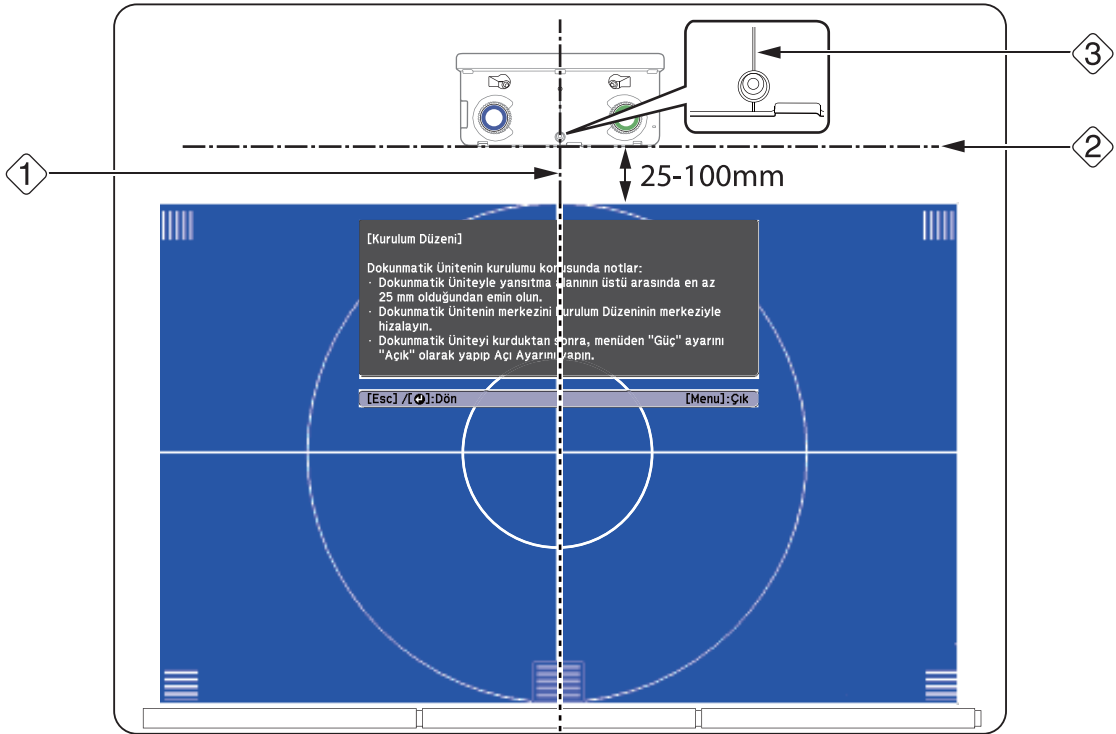 3
2
1
25-100mm
[Kurulum Düzeni]
Dokunmatik Ünitenin kurulumu konusunda notlar:
· Dokunmatik Üniteyle yansıtma alanının üstü arasında en az
25 mm olduğundan emin olun.
· Dokunmatik Ünitenin merkezini Kurulum Düzeninin merkeziyle
hizalayın.
· Dokunmatik Üniteyi kurduktan sonra, menüden "Güç" ayarını
"Açık" olarak yapıp Açı Ayarını yapın.
[Esc] /[ ]:Dön [Menu]:Çık